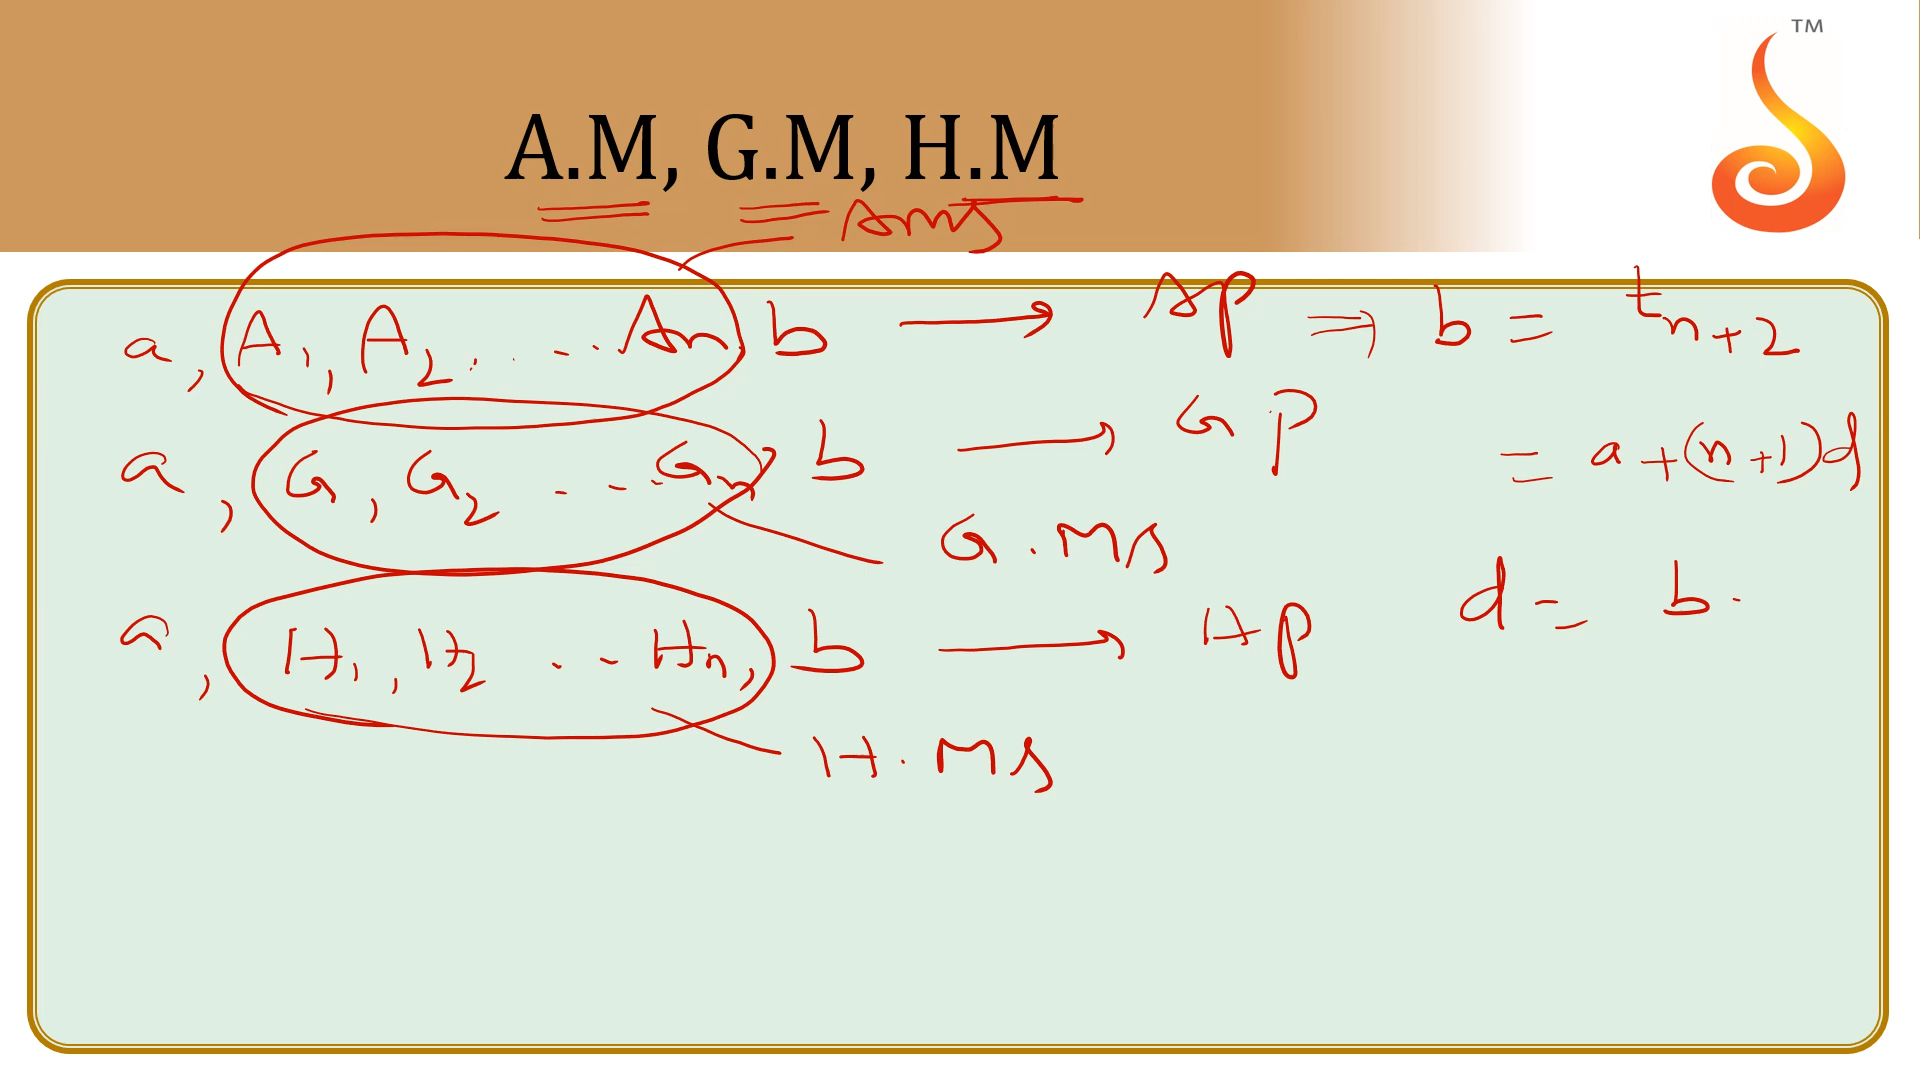 TM
A.M, G.M, H.M
Ams
a, A₁, A₂ . . . . . An b ⟶ AP ⇒ b = tn+2
a, G₁, G₂ . . . . Gn, b ⟶ GP = a+(n+1)d
G.Ms
a, H₁, H₂ . . . . Hn, b ⟶ HP d = b -
H.Ms